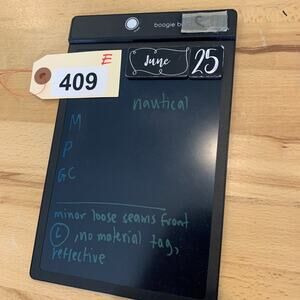 boogie b
E
409
June 25
nautical
M
P
GC
minor loose seams front
L, no material tag,
reflective